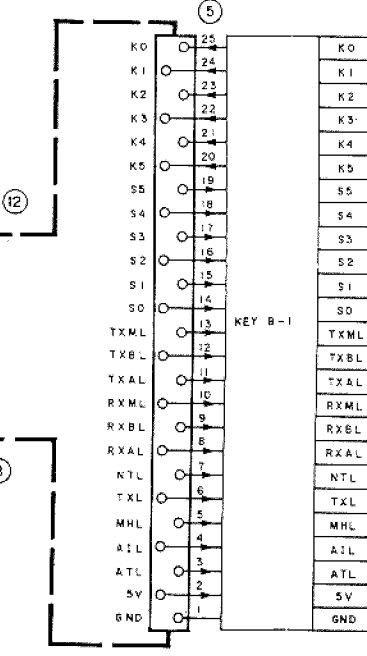 5
K0 25 K0
K1 24 K1
K2 23 K2
K3 22 K3
K4 21 K4
K5 20 K5
S5 19 S5
12
S4 18 S4
S3 17 S3
S2 16 S2
S1 15 S1
S0 14 S0
KEY B-1
TXML 13 TXML
TXBL 12 TXBL
TXAL 11 TXAL
RXML 10 RXML
RXBL 9 RXBL
RXAL 8 RXAL
NTL 7 NTL
TXL 6 TXL
MHL 5 MHL
AIL 4 AIL
ATL 3 ATL
5V 2 5V
GND 1 GND